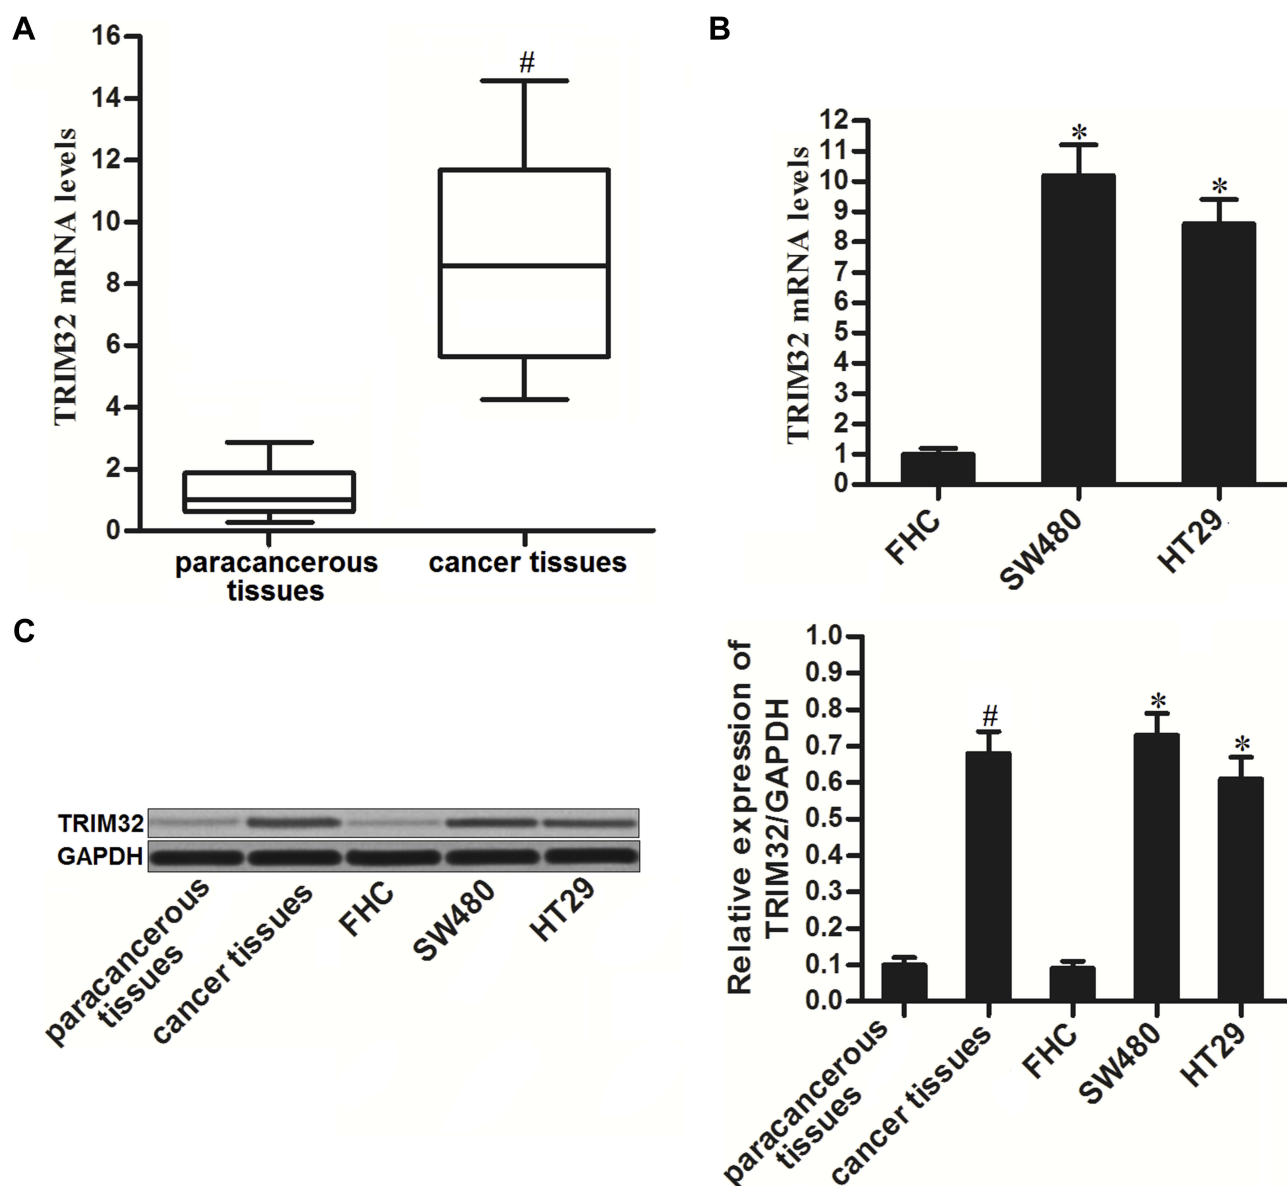 A
TRIM32 mRNA levels
16
14
12
10
8
6
4
2
0
#
paracancerous
tissues
cancer tissues
B
TRIM32 mRNA levels
12
11
10
9
8
7
6
5
4
3
2
1
0
*
*
FHC
SW480
HT29
C
TRIM32
GAPDH
paracancerous
tissues
cancer tissues
FHC
SW480
HT29
Relative expression of
TRIM32/GAPDH
1.0
0.9
0.8
0.7
0.6
0.5
0.4
0.3
0.2
0.1
0.0
#
*
*
paracancerous
tissues
cancer tissues
FHC
SW480
HT29